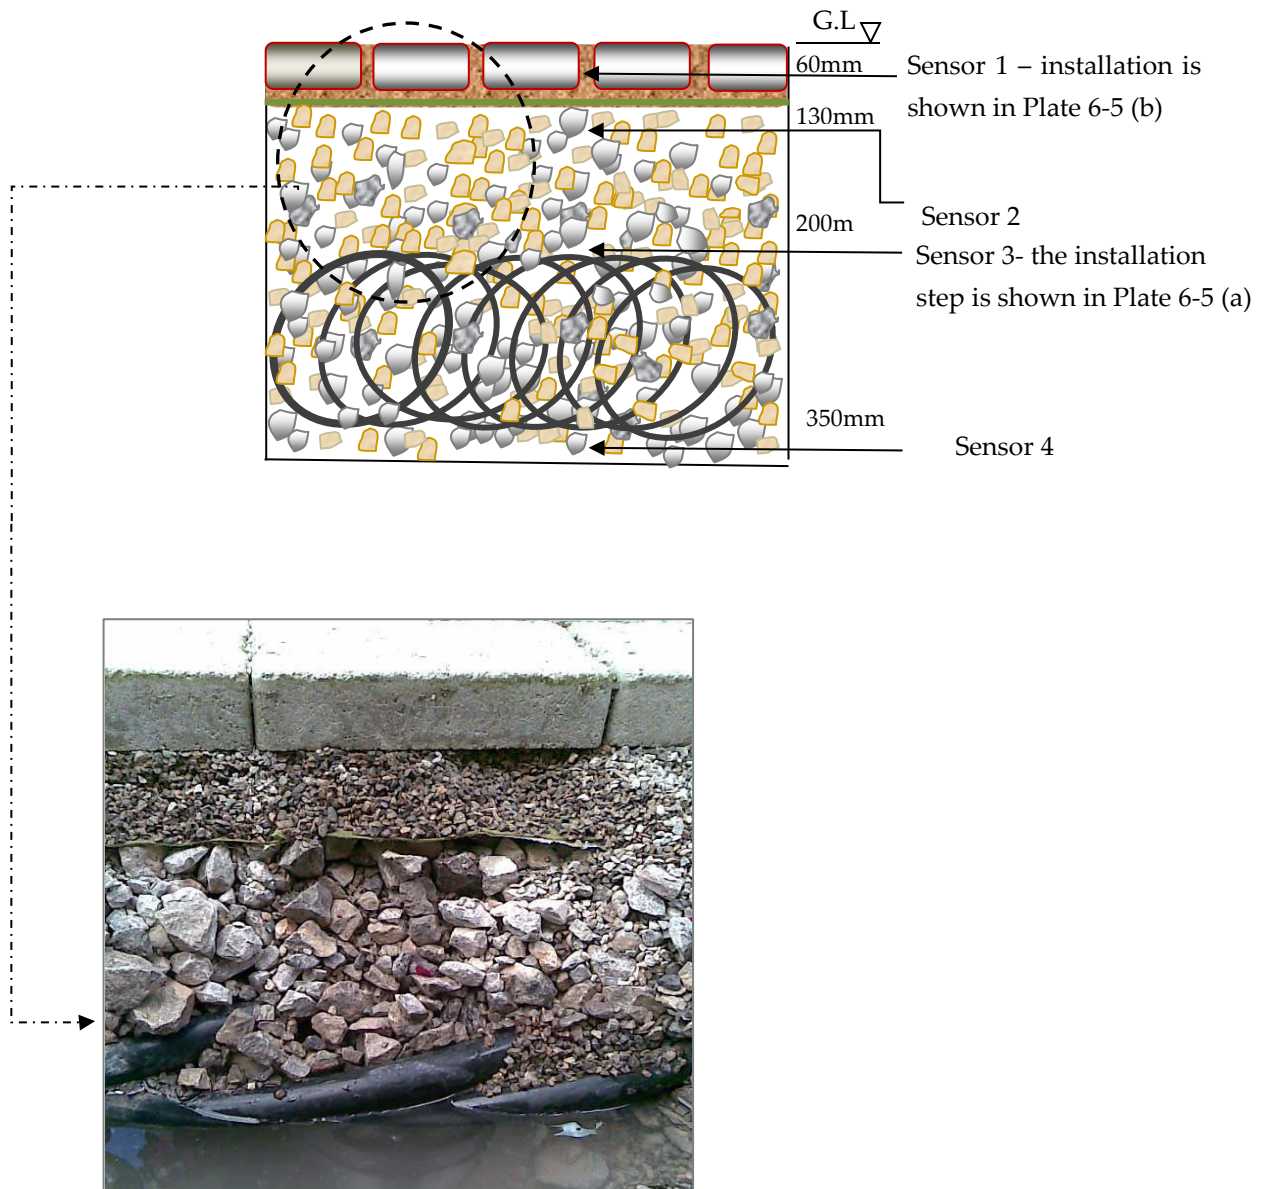 G.L
60mm
Sensor 1 – installation is
shown in Plate 6-5 (b)
130mm
Sensor 2
200m
Sensor 3- the installation
step is shown in Plate 6-5 (a)
350mm
Sensor 4